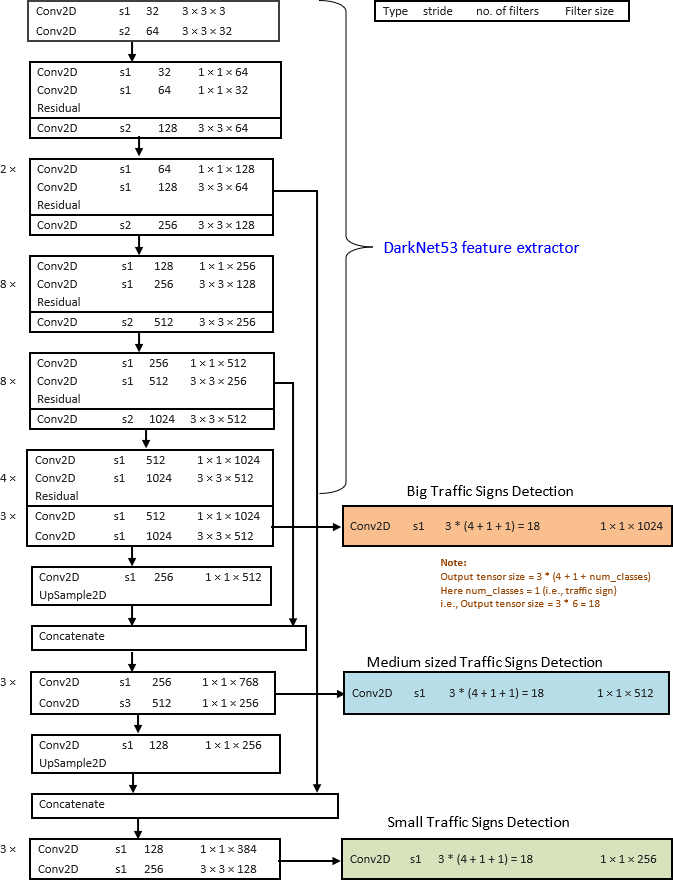 Type stride no. of filters Filter size
Conv2D s1 32 3 × 3 × 3
Conv2D s2 64 3 × 3 × 32
Conv2D s1 32 1 × 1 × 64
Conv2D s1 64 1 × 1 × 32
Residual
Conv2D s2 128 3 × 3 × 64
2 ×
Conv2D s1 64 1 × 1 × 128
Conv2D s1 128 3 × 3 × 64
Residual
Conv2D s2 256 3 × 3 × 128
DarkNet53 feature extractor
8 ×
Conv2D s1 128 1 × 1 × 256
Conv2D s1 256 3 × 3 × 128
Residual
Conv2D s2 512 3 × 3 × 256
8 ×
Conv2D s1 256 1 × 1 × 512
Conv2D s1 512 3 × 3 × 256
Residual
Conv2D s2 1024 3 × 3 × 512
4 ×
Conv2D s1 512 1 × 1 × 1024
Conv2D s1 1024 3 × 3 × 512
Residual
3 ×
Conv2D s1 512 1 × 1 × 1024
Conv2D s1 1024 3 × 3 × 512
Big Traffic Signs Detection
Conv2D s1 3 * (4 + 1 + 1) = 18 1 × 1 × 1024
Note:
Output tensor size = 3 * (4 + 1 + num_classes)
Here num_classes = 1 (i.e., traffic sign)
i.e., Output tensor size = 3 * 6 = 18
Conv2D s1 256 1 × 1 × 512
UpSample2D
Concatenate
3 ×
Conv2D s1 256 1 × 1 × 768
Conv2D s3 512 1 × 1 × 256
Medium sized Traffic Signs Detection
Conv2D s1 3 * (4 + 1 + 1) = 18 1 × 1 × 512
Conv2D s1 128 1 × 1 × 256
UpSample2D
Concatenate
3 ×
Conv2D s1 128 1 × 1 × 384
Conv2D s1 256 3 × 3 × 128
Small Traffic Signs Detection
Conv2D s1 3 * (4 + 1 + 1) = 18 1 × 1 × 256